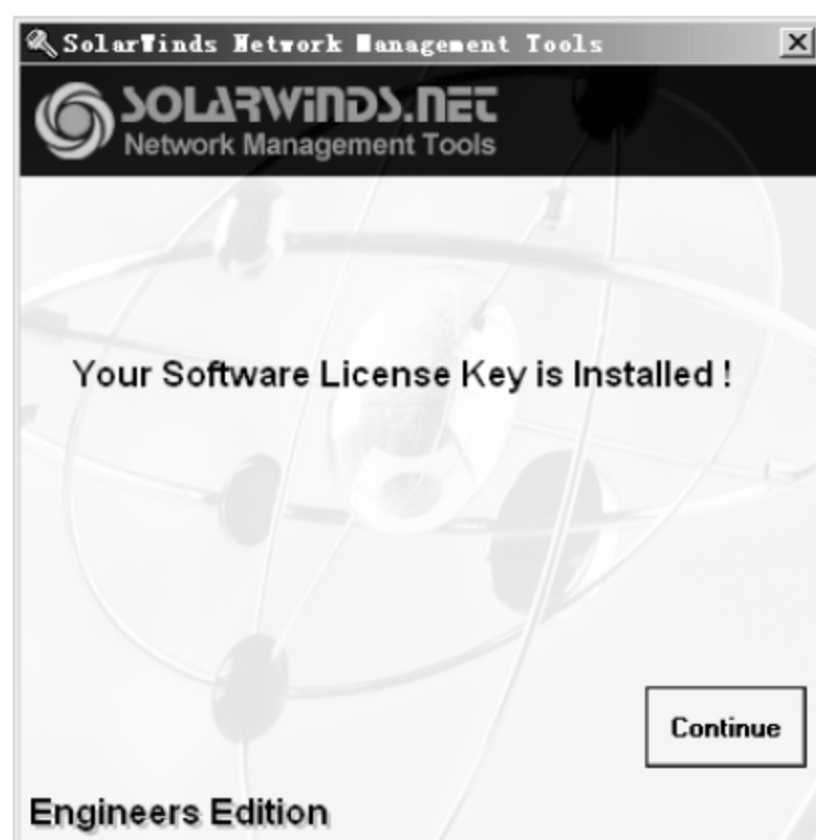 SolarWinds Network Management Tools
SOLARWINDS.NET
Network Management Tools
Your Software License Key is Installed !
Continue
Engineers Edition